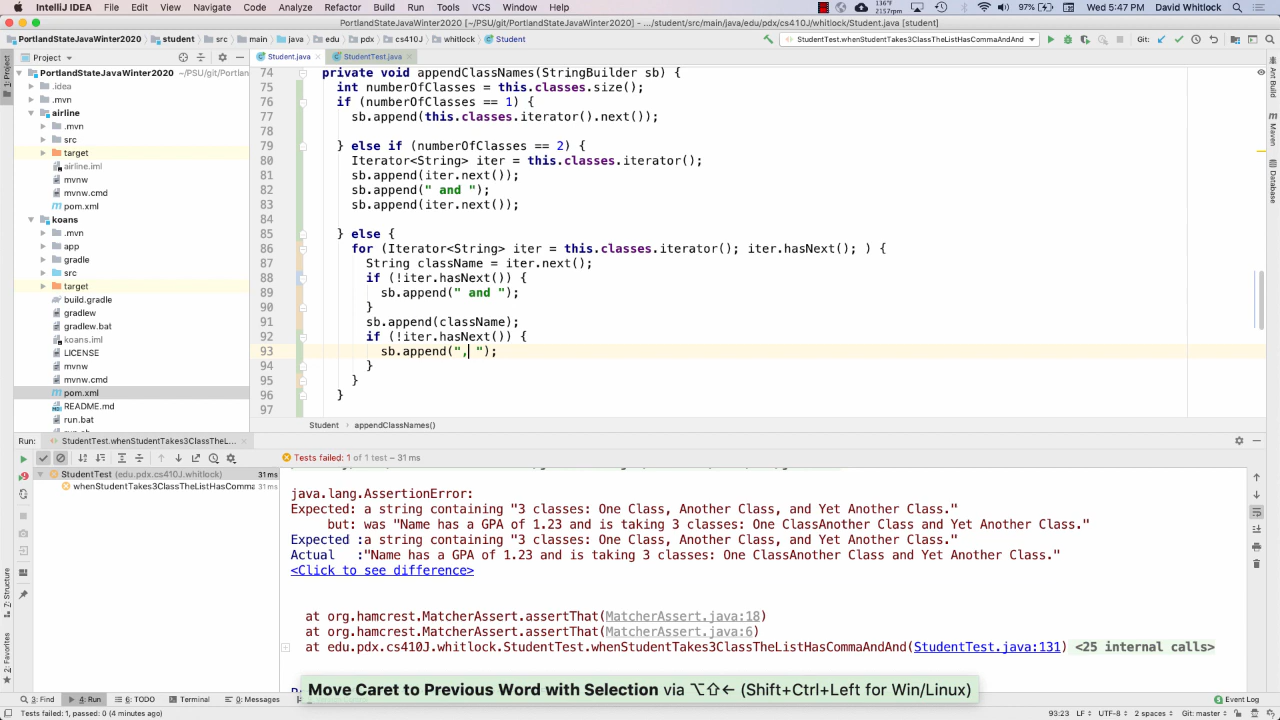 IntelliJ IDEA File Edit View Navigate Code Analyze Refactor Build Run Tools VCS Window Help
116°F 2157rpm 97% Wed Jan 15 5:47 PM David Whitlock
PortlandStateJavaWinter2020 [~/PSU/git/PortlandStateJavaWinter2020] - .../student/src/main/java/edu/pdx/cs410J/whitlock/Student.java [student]
PortlandStateJavaWinter2020 student src main java edu pdx cs410J whitlock Student
StudentTest.whenStudentTakes3ClassTheListHasCommaAndAnd
Git:
Project
Student.java StudentTest.java
1: Project
Ant Build
Maven
Database
PortlandStateJavaWinter2020 ~/PSU/git/Portlan
.idea
.mvn
airline
.mvn
src
target
airline.iml
mvnw
mvnw.cmd
pom.xml
koans
.mvn
app
gradle
src
target
build.gradle
gradlew
gradlew.bat
koans.iml
LICENSE
mvnw
mvnw.cmd
pom.xml
README.md
run.bat
74 private void appendClassNames(StringBuilder sb) {
75 int numberOfClasses = this.classes.size();
76 if (numberOfClasses == 1) {
77 sb.append(this.classes.iterator().next());
78
79 } else if (numberOfClasses == 2) {
80 Iterator<String> iter = this.classes.iterator();
81 sb.append(iter.next());
82 sb.append(" and ");
83 sb.append(iter.next());
84
85 } else {
86 for (Iterator<String> iter = this.classes.iterator(); iter.hasNext(); ) {
87 String className = iter.next();
88 if (!iter.hasNext()) {
89 sb.append(" and ");
90 }
91 sb.append(className);
92 if (!iter.hasNext()) {
93 sb.append(", ");
94 }
95 }
96 }
97
Student appendClassNames()
Run: StudentTest.whenStudentTakes3ClassTheL...
Tests failed: 1 of 1 test – 31 ms
StudentTest (edu.pdx.cs410J.whitlock) 31 ms
whenStudentTakes3ClassTheListHasComma 31 ms
java.lang.AssertionError:
Expected: a string containing "3 classes: One Class, Another Class, and Yet Another Class."
but: was "Name has a GPA of 1.23 and is taking 3 classes: One ClassAnother Class and Yet Another Class."
Expected :a string containing "3 classes: One Class, Another Class, and Yet Another Class."
Actual :"Name has a GPA of 1.23 and is taking 3 classes: One ClassAnother Class and Yet Another Class."
<Click to see difference>
at org.hamcrest.MatcherAssert.assertThat(MatcherAssert.java:18)
at org.hamcrest.MatcherAssert.assertThat(MatcherAssert.java:6)
at edu.pdx.cs410J.whitlock.StudentTest.whenStudentTakes3ClassTheListHasCommaAndAnd(StudentTest.java:131) <25 internal calls>
7: Structure
2: Favorites
Move Caret to Previous Word with Selection via ⌥⇧← (Shift+Ctrl+Left for Win/Linux)
3: Find 4: Run 6: TODO Terminal 0: Messages Event Log
Tests failed: 1, passed: 0 (4 minutes ago) 93:23 LF UTF-8 2 spaces Git: master